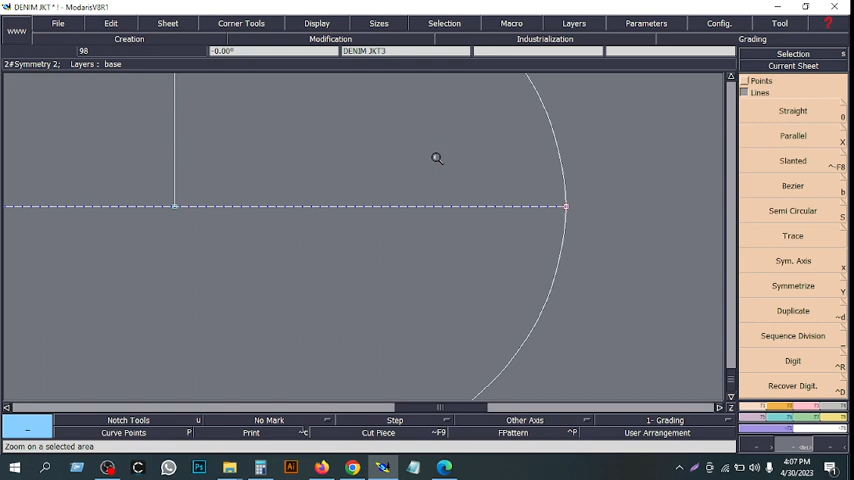 DENIM JKT * ! - ModarisV8R1
www
File Edit Sheet Corner Tools Display Sizes Selection Macro Layers Parameters Config. Tool ?
Creation Modification Industrialization Grading
98 -0.00° DENIM JKT3
2#Symmetry 2; Layers : base
Selection s
Current Sheet
Points
Lines
Straight 0
Parallel X
Slanted ^~F8
Bezier b
Semi Circular S
Trace
Sym. Axis x
Symmetrize Y
Duplicate ~d
Sequence Division _
Digit ^R
Recover Digit. ^D
Z
Notch Tools u No Mark Step Other Axis 1- Grading
Curve Points P Print ~c Cut Piece ~F9 FPattern ^P User Arrangement
Zoom on a selected area
4:07 PM
4/30/2023